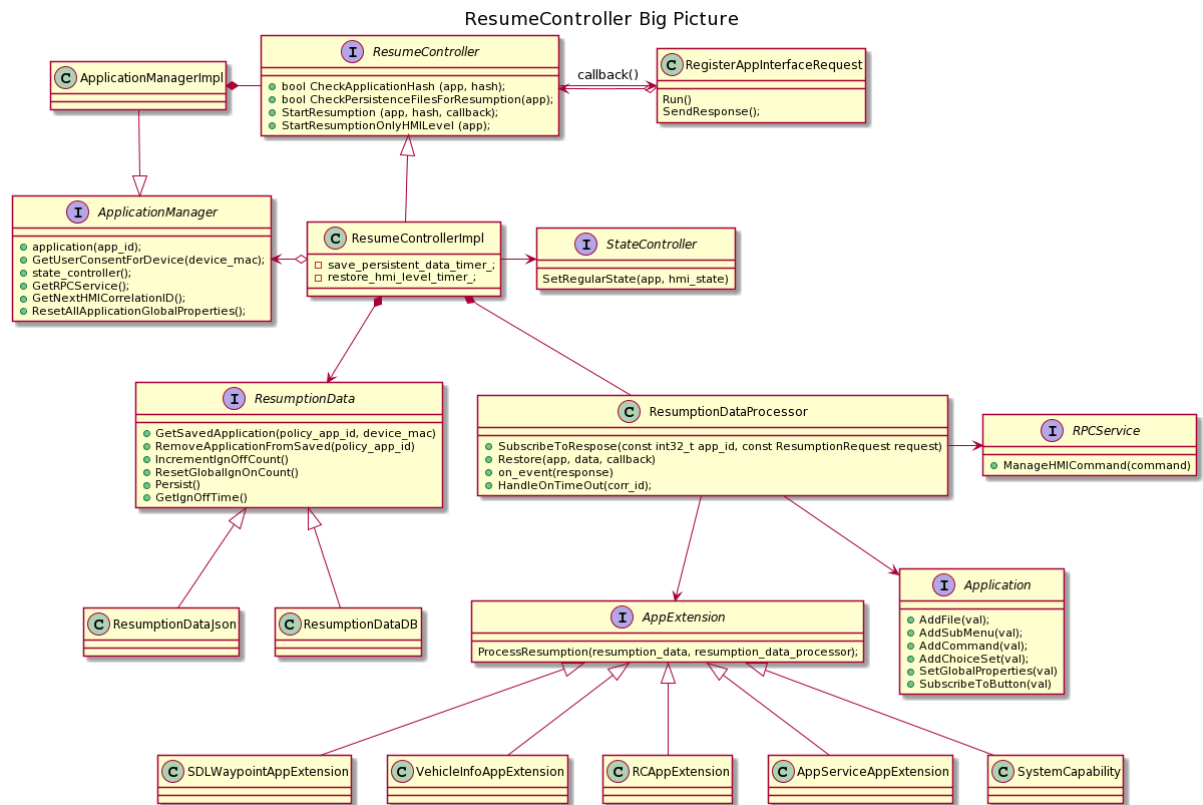 ResumeController Big Picture
C ApplicationManagerImpl
I ResumeController
bool CheckApplicationHash (app, hash);
bool CheckPersistenceFilesForResumption(app);
StartResumption (app, hash, callback);
StartResumptionOnlyHMILevel (app);
callback()
C RegisterAppInterfaceRequest
Run()
SendResponse();
I ApplicationManager
application(app_id);
GetUserConsentForDevice(device_mac);
state_controller();
GetRPCService();
GetNextHMICorrelationID();
ResetAllApplicationGlobalProperties();
C ResumeControllerImpl
save_persistent_data_timer_;
restore_hmi_level_timer_;
I StateController
SetRegularState(app, hmi_state)
I ResumptionData
GetSavedApplication(policy_app_id, device_mac)
RemoveApplicationFromSaved(policy_app_id)
IncrementIgnOffCount()
ResetGlobalIgnOnCount()
Persist()
GetIgnOffTime()
C ResumptionDataProcessor
SubscribeToRespose(const int32_t app_id, const ResumptionRequest request)
Restore(app, data, callback)
on_event(response)
HandleOnTimeOut(corr_id);
I RPCService
ManageHMICommand(command)
C ResumptionDataJson
C ResumptionDataDB
I AppExtension
ProcessResumption(resumption_data, resumption_data_processor);
I Application
AddFile(val);
AddSubMenu(val);
AddCommand(val);
AddChoiceSet(val);
SetGlobalProperties(val)
SubscribeToButton(val)
C SDLWaypointAppExtension
C VehicleInfoAppExtension
C RCAppExtension
C AppServiceAppExtension
C SystemCapability